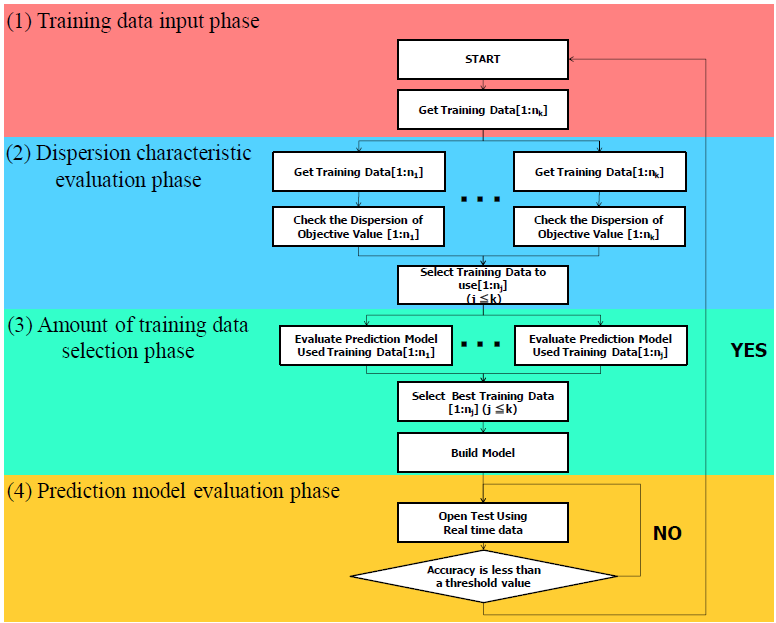 (1) Training data input phase
START
Get Training Data[1:nk]
(2) Dispersion characteristic
evaluation phase
Get Training Data[1:n1]
Get Training Data[1:nk]
Check the Dispersion of
Objective Value [1:n1]
Check the Dispersion of
Objective Value [1:nk]
Select Training Data to
use[1:nj]
(j ≦k)
(3) Amount of training data
selection phase
Evaluate Prediction Model
Used Training Data[1:n1]
Evaluate Prediction Model
Used Training Data[1:nj]
YES
Select Best Training Data
[1:nj] (j ≦k)
Build Model
(4) Prediction model evaluation phase
Open Test Using
Real time data
NO
Accuracy is less than
a threshold value